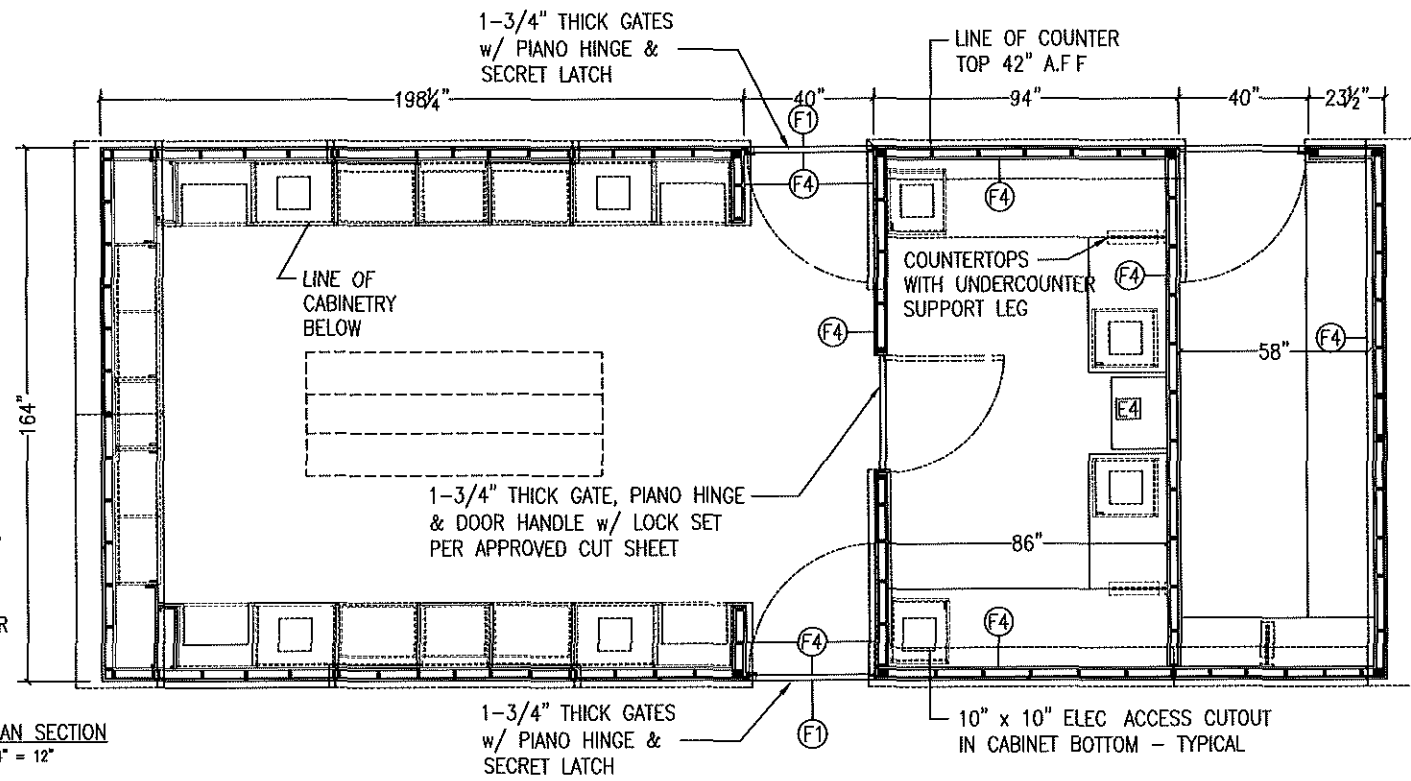 1-3/4" THICK GATES
w/ PIANO HINGE &
SECRET LATCH
LINE OF COUNTER
TOP 42" A.F F
198¼"
40"
94"
40"
23½"
F1
F4
F4
LINE OF
CABINETRY
BELOW
COUNTERTOPS
WITH UNDERCOUNTER
SUPPORT LEG
F4
F4
F4
58"
164"
E4
1-3/4" THICK GATE, PIANO HINGE
& DOOR HANDLE w/ LOCK SET
PER APPROVED CUT SHEET
86"
R
F4
F4
F1
1-3/4" THICK GATES
w/ PIANO HINGE &
SECRET LATCH
10" x 10" ELEC ACCESS CUTOUT
IN CABINET BOTTOM - TYPICAL
AN SECTION
" = 12"